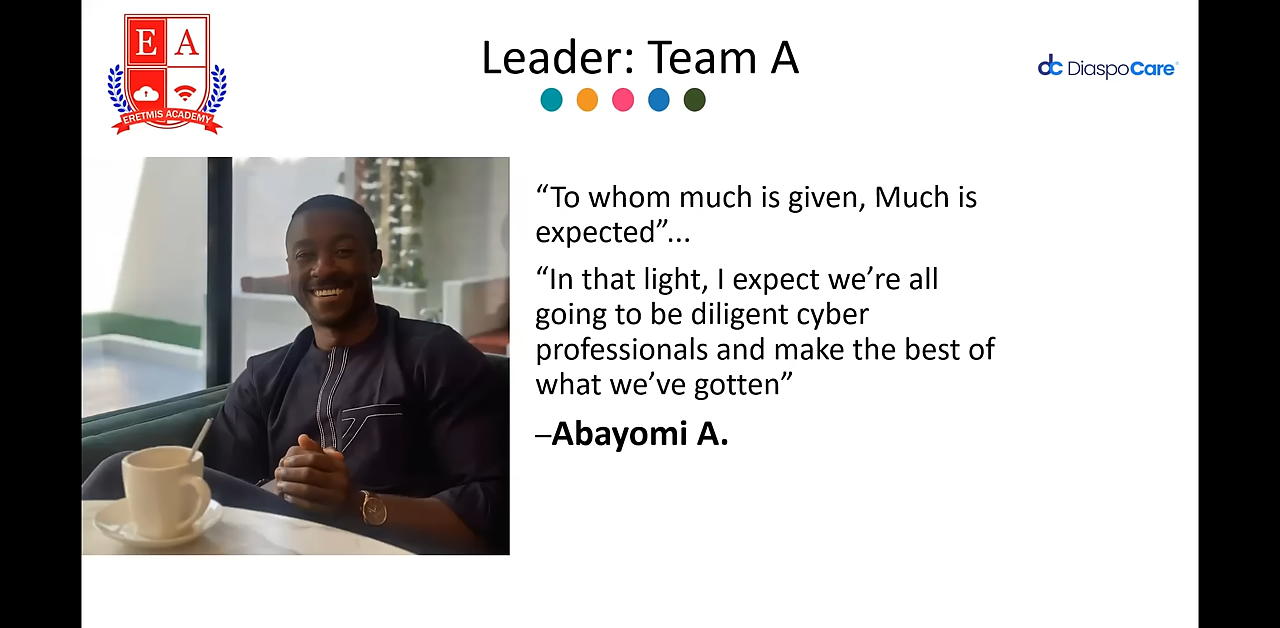 E A
ERETMIS ACADEMY
Leader: Team A
dc DiaspoCare®
“To whom much is given, Much is
expected”...
“In that light, I expect we’re all
going to be diligent cyber
professionals and make the best of
what we’ve gotten”
–Abayomi A.